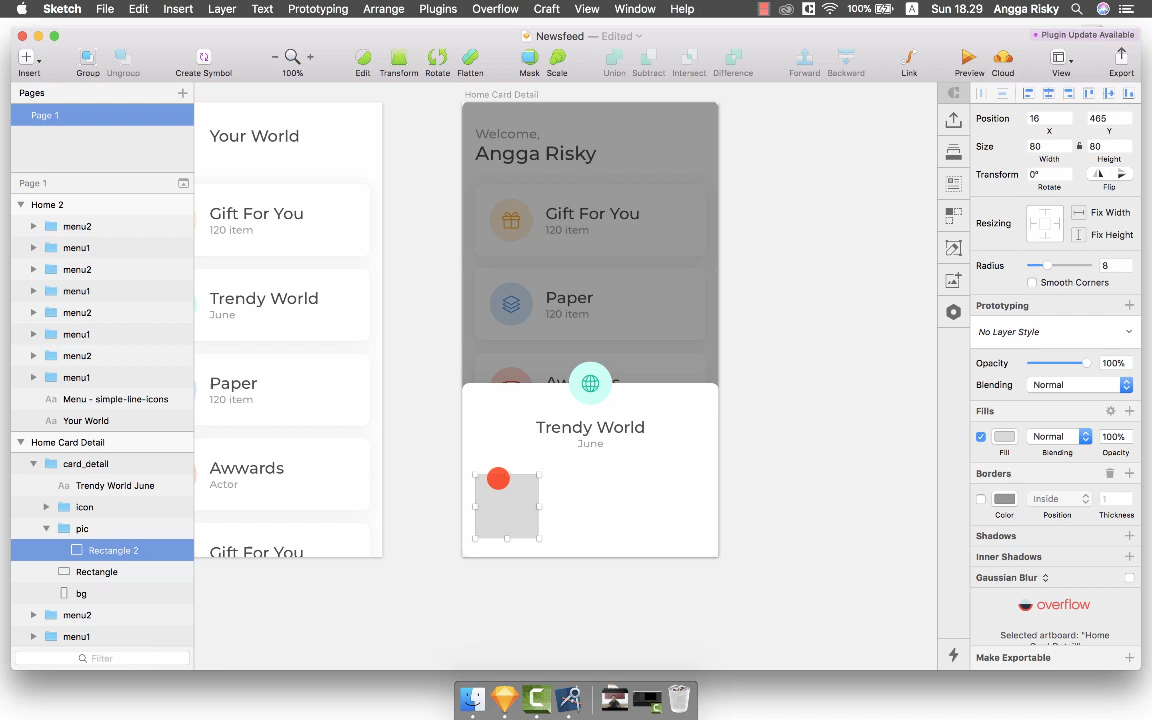 Sketch File Edit Insert Layer Text Prototyping Arrange Plugins Overflow Craft View Window Help 100% A Sun 18.29 Angga Risky
Newsfeed — Edited
Plugin Update Available
Insert Group Ungroup Create Symbol 100% Edit Transform Rotate Flatten Mask Scale Union Subtract Intersect Difference Forward Backward Link Preview Cloud View Export
Pages
Page 1
Page 1
Home 2
menu2
menu1
menu2
menu1
menu2
menu1
menu2
menu1
Aa Menu - simple-line-icons
Aa Your World
Home Card Detail
card_detail
Aa Trendy World June
icon
pic
Rectangle 2
Rectangle
bg
menu2
menu1
Filter
Your World
Gift For You
120 item
Trendy World
June
Paper
120 item
Awwards
Actor
Gift For You
Home Card Detail
Welcome,
Angga Risky
Gift For You
120 item
Paper
120 item
Trendy World
June
Position 16 465
X Y
Size 80 80
Width Height
Transform 0°
Rotate Flip
Resizing Fix Width
Fix Height
Radius 8
Smooth Corners
Prototyping
No Layer Style
Opacity 100%
Blending Normal
Fills
Normal 100%
Fill Blending Opacity
Borders
Inside 1
Color Position Thickness
Shadows
Inner Shadows
Gaussian Blur
overflow
Selected artboard: "Home
Make Exportable